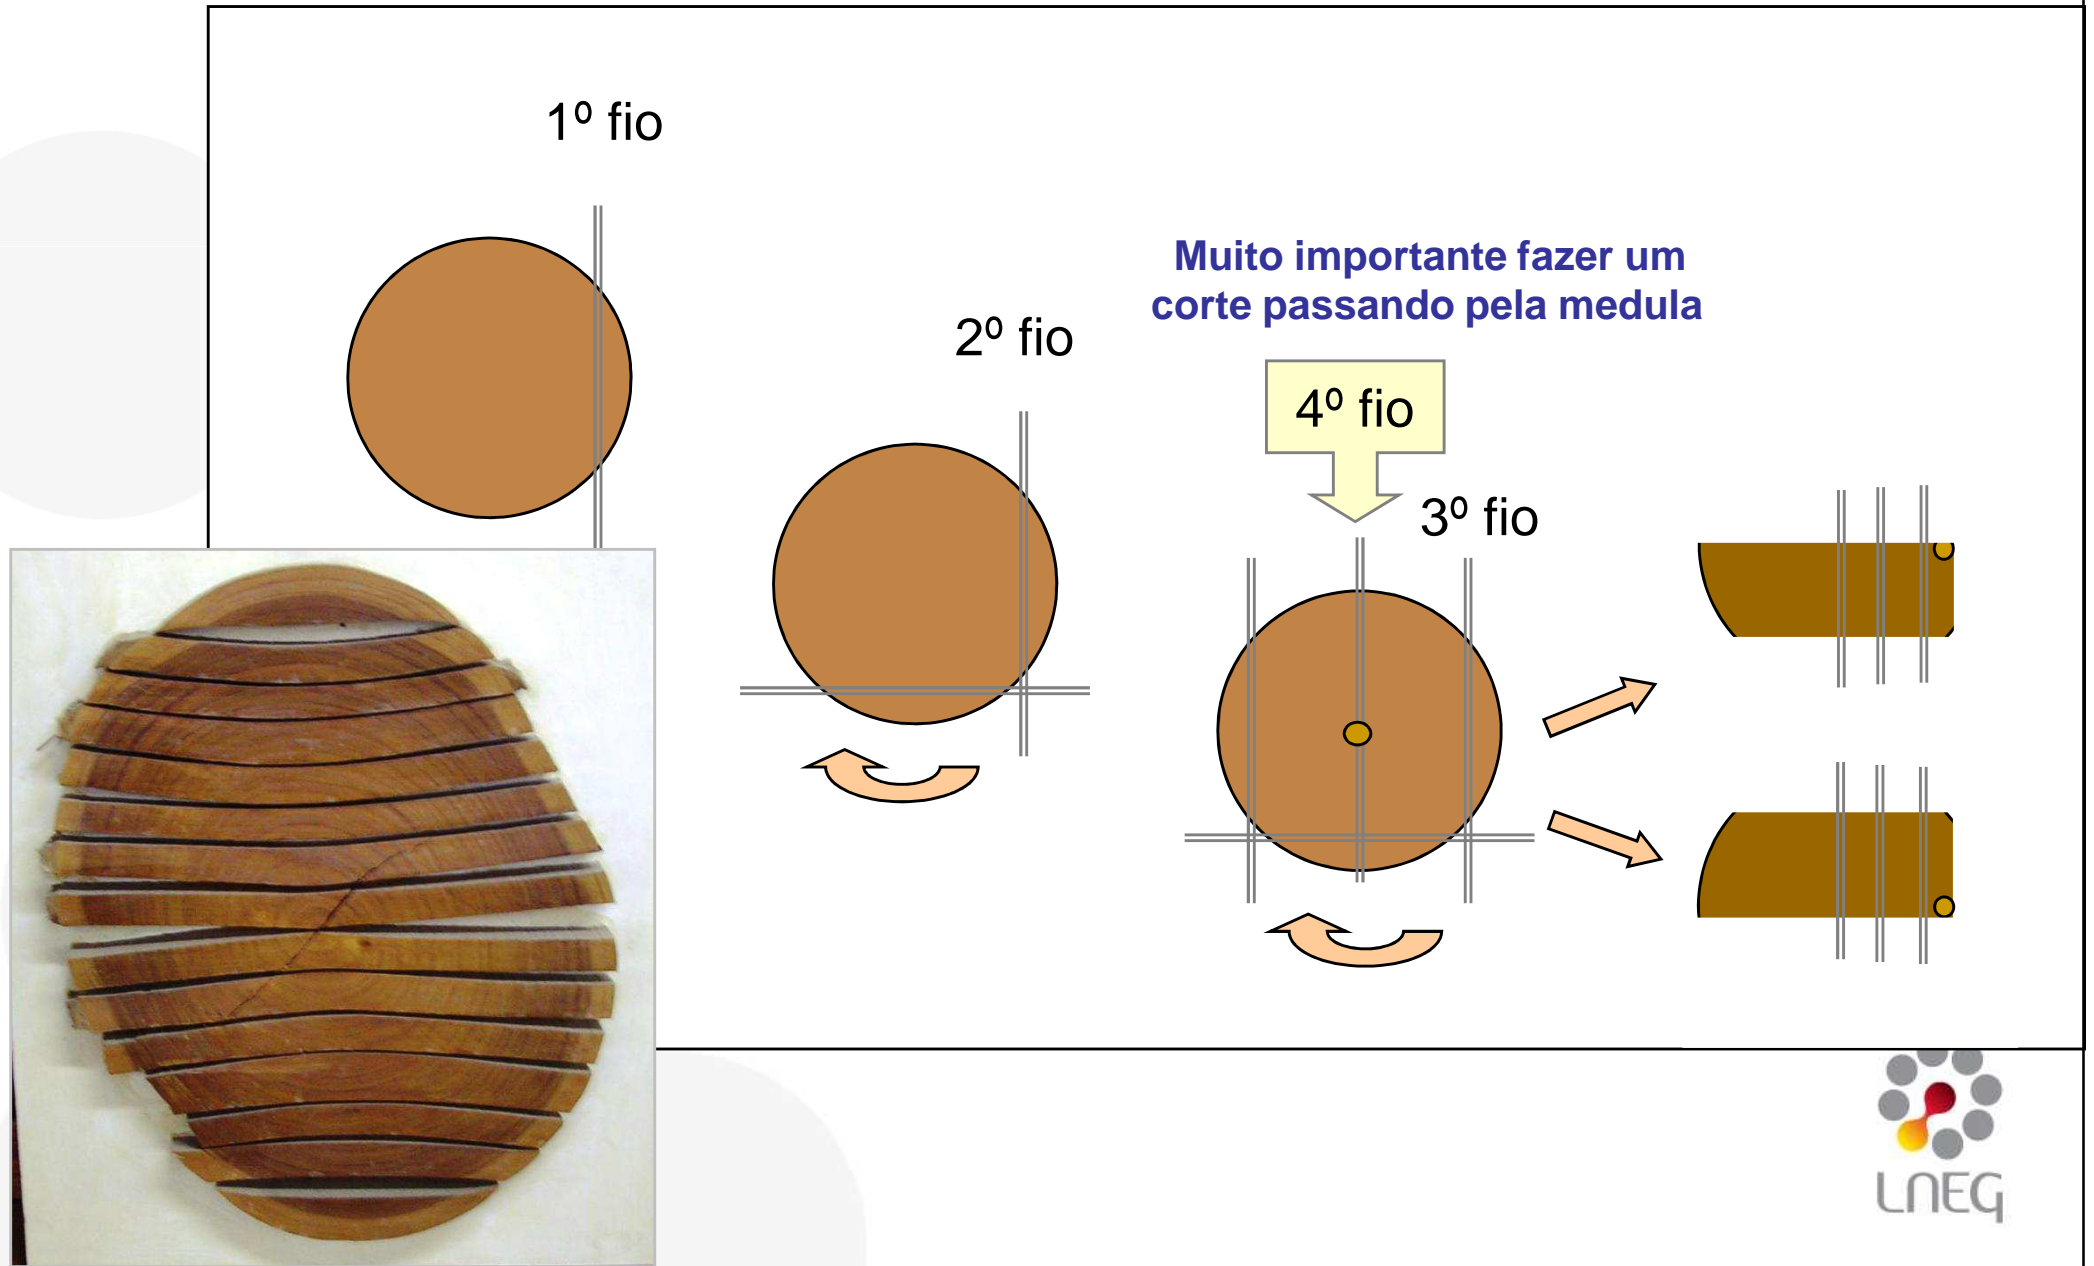 1º fio
2º fio
Muito importante fazer um
corte passando pela medula
4º fio
3º fio
LNEG